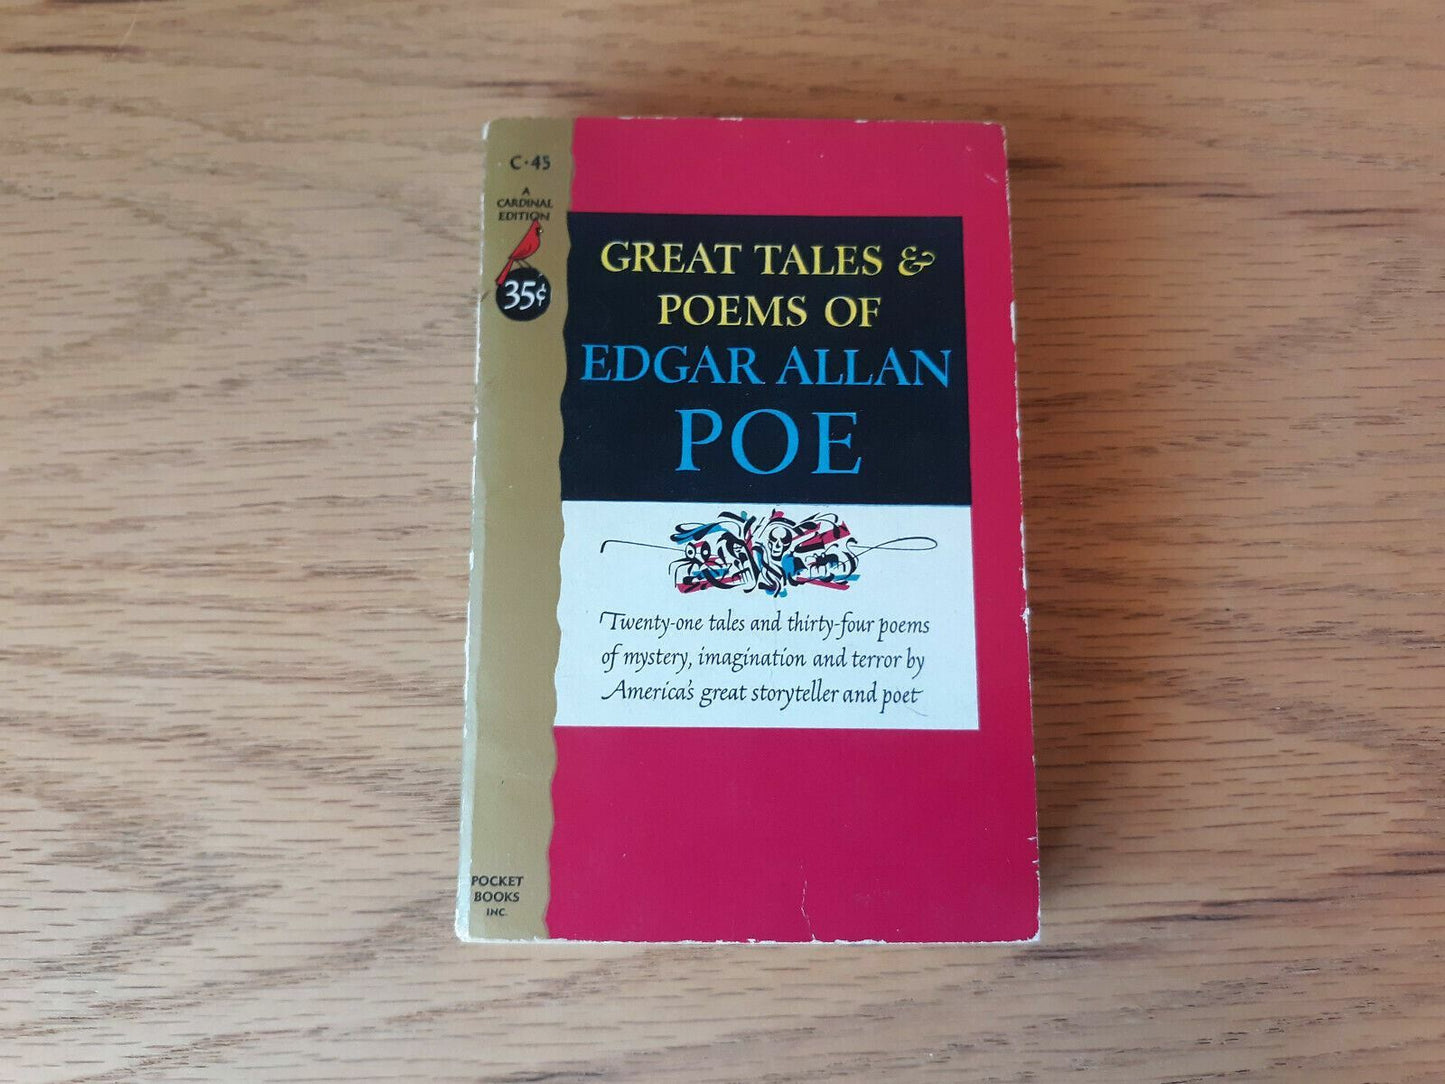 C·45
A
CARDINAL
EDITION
35¢
GREAT TALES &
POEMS OF
EDGAR ALLAN
POE
Twenty-one tales and thirty-four poems
of mystery, imagination and terror by
America's great storyteller and poet
POCKET
BOOKS
INC.